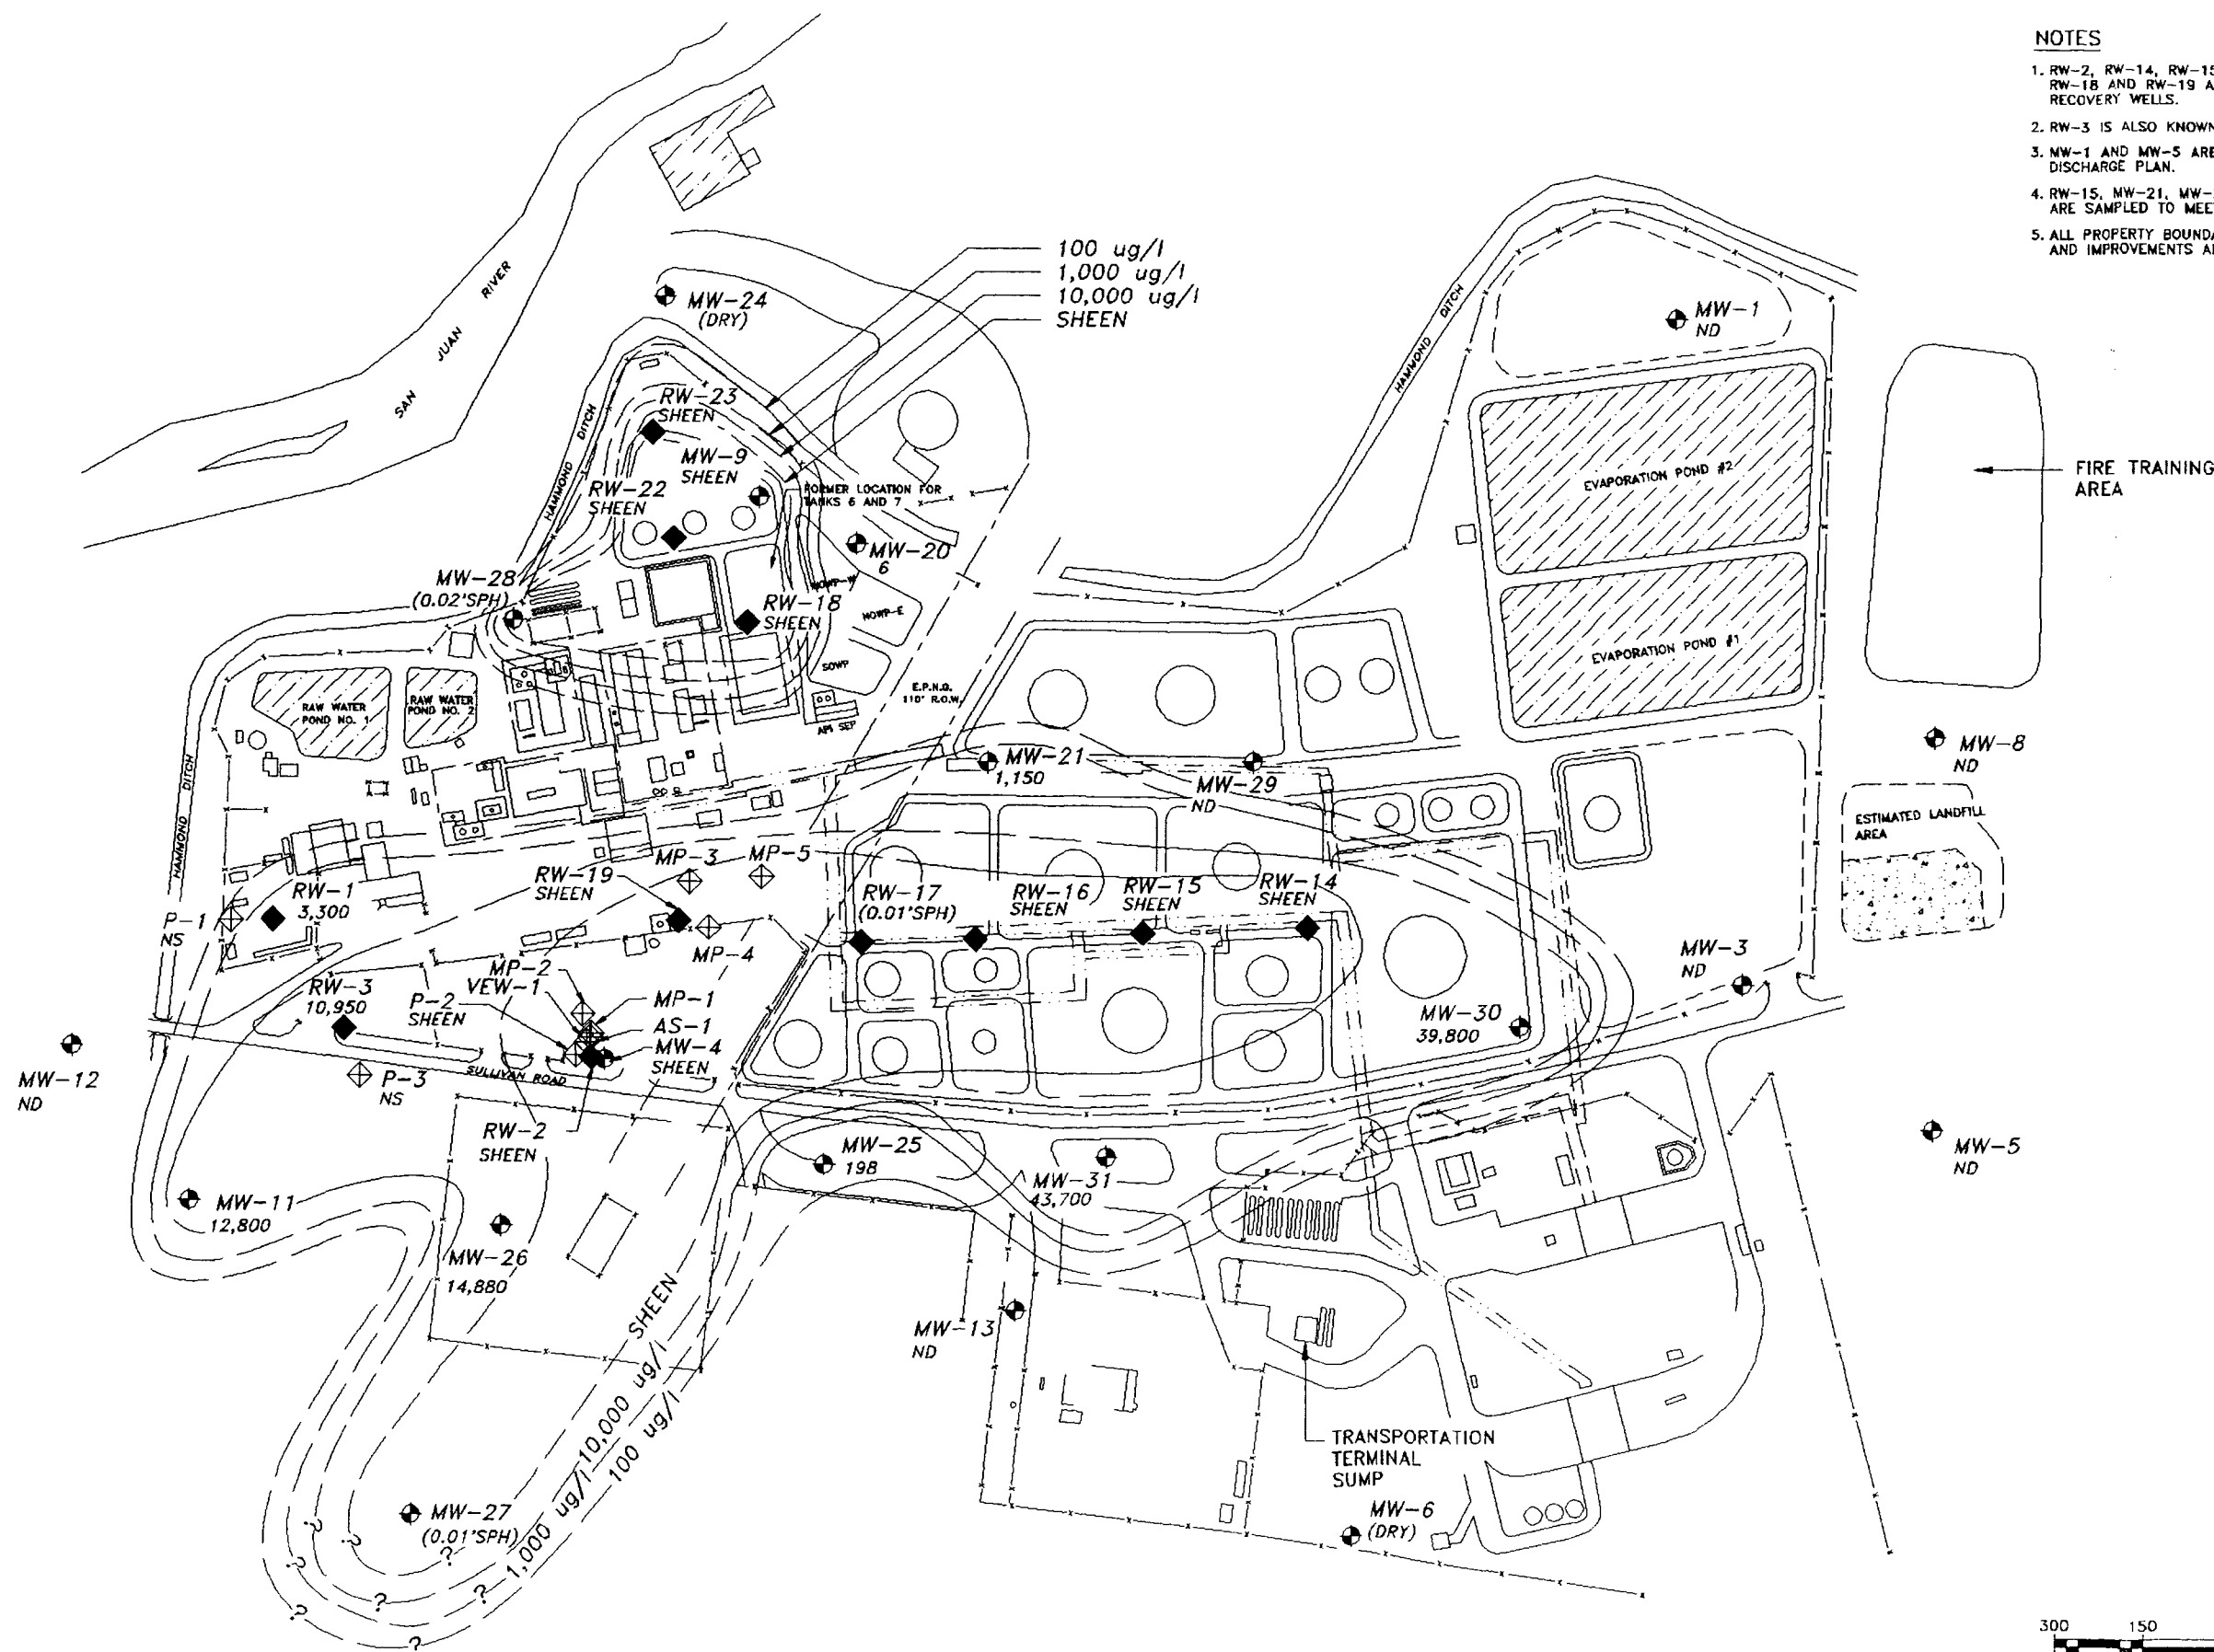 NOTES
1. RW-2, RW-14, RW-15
RW-18 AND RW-19 A
RECOVERY WELLS.
2. RW-3 IS ALSO KNOWN
3. MW-1 AND MW-5 ARE
DISCHARGE PLAN.
4. RW-15, MW-21, MW-
ARE SAMPLED TO MEE
5. ALL PROPERTY BOUNDA
AND IMPROVEMENTS A
SAN JUAN RIVER
100 ug/l
1,000 ug/l
10,000 ug/l
SHEEN
MW-24
(DRY)
HAMMOND DITCH
MW-1
ND
RW-23
SHEEN
HAMMOND DITCH
MW-9
SHEEN
RW-22
SHEEN
FORMER LOCATION FOR
TANKS 6 AND 7
EVAPORATION POND #2
FIRE TRAINING
AREA
MW-20
6
MW-28
(0.02'SPH)
NOWP-W
RW-18
SHEEN
NOWP-E
SOWP
EVAPORATION POND #1
E.P.N.G.
110' R.O.W.
RAW WATER
POND NO. 1
RAW WATER
POND NO. 2
API SEP
HAMMOND DITCH
MW-21
1,150
MW-29
ND
MW-8
ND
ESTIMATED LANDFILL
AREA
MP-3
MP-5
RW-19
SHEEN
RW-1
3,300
P-1
NS
RW-17
(0.01'SPH)
RW-16
SHEEN
RW-15
SHEEN
RW-14
SHEEN
MP-4
MW-3
ND
MP-2
VEW-1
RW-3
10,950
P-2
SHEEN
MP-1
AS-1
MW-4
SHEEN
MW-30
39,800
MW-12
ND
P-3
NS
SULLIVAN ROAD
RW-2
SHEEN
MW-25
198
MW-5
ND
MW-31
43,700
MW-11
12,800
MW-26
14,880
SHEEN
10,000 ug/l
1,000 ug/l
100 ug/l
MW-13
ND
TRANSPORTATION
TERMINAL
SUMP
MW-6
(DRY)
MW-27
(0.01'SPH)
?
?
?
?
?
?
?
?
300 150